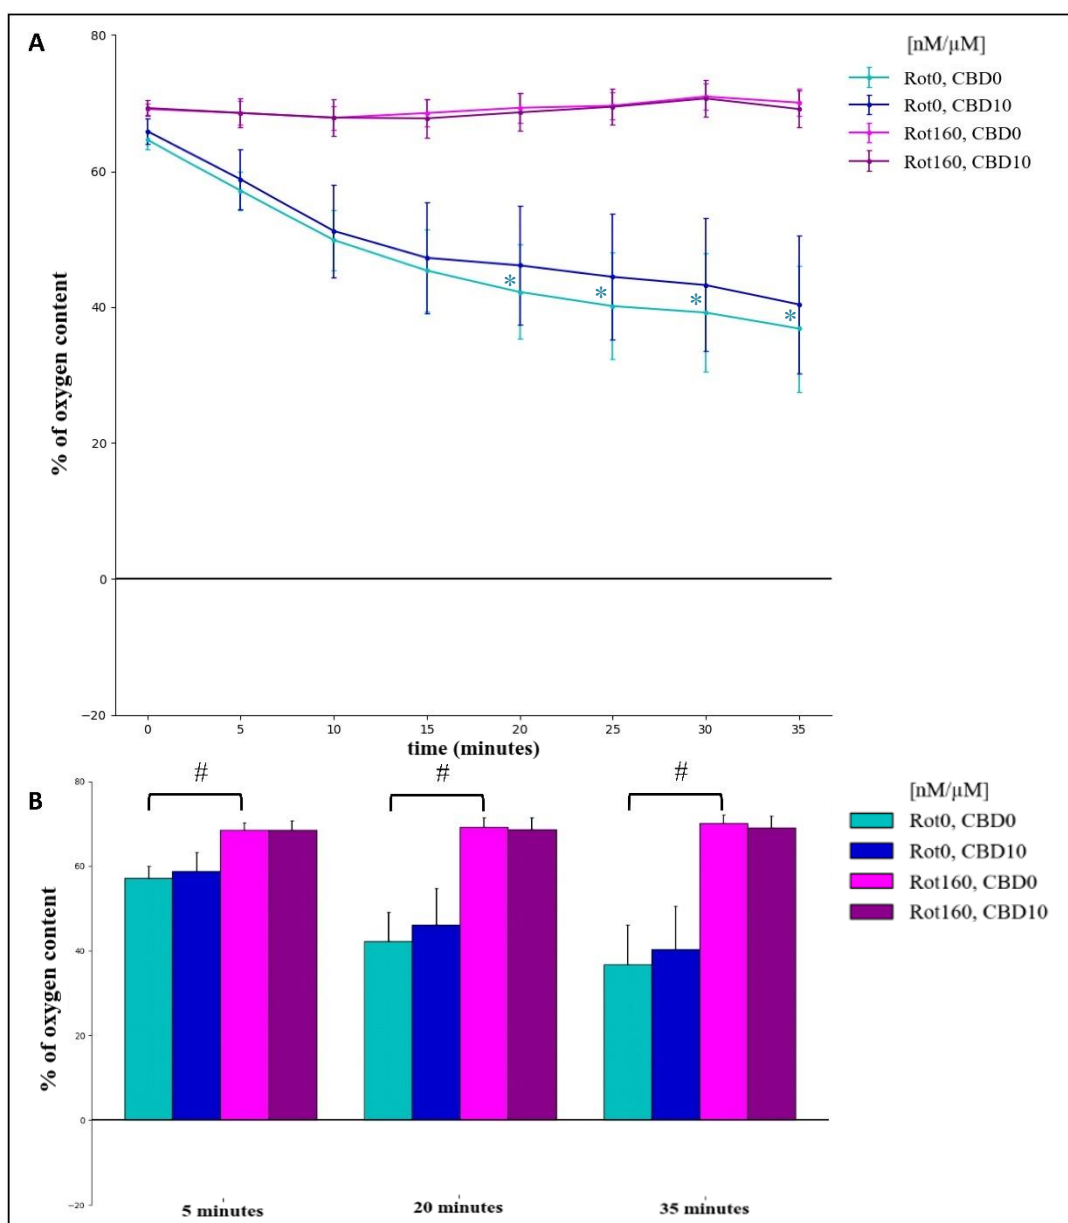 A
80
60
40
20
0
−20
% of oxygen content
*
*
*
*
0 5 10 15 20 25 30 35
time (minutes)
[nM/µM]
Rot0, CBD0
Rot0, CBD10
Rot160, CBD0
Rot160, CBD10
B
80
60
40
20
0
−20
% of oxygen content
# # #
5 minutes 20 minutes 35 minutes
[nM/µM]
Rot0, CBD0
Rot0, CBD10
Rot160, CBD0
Rot160, CBD10